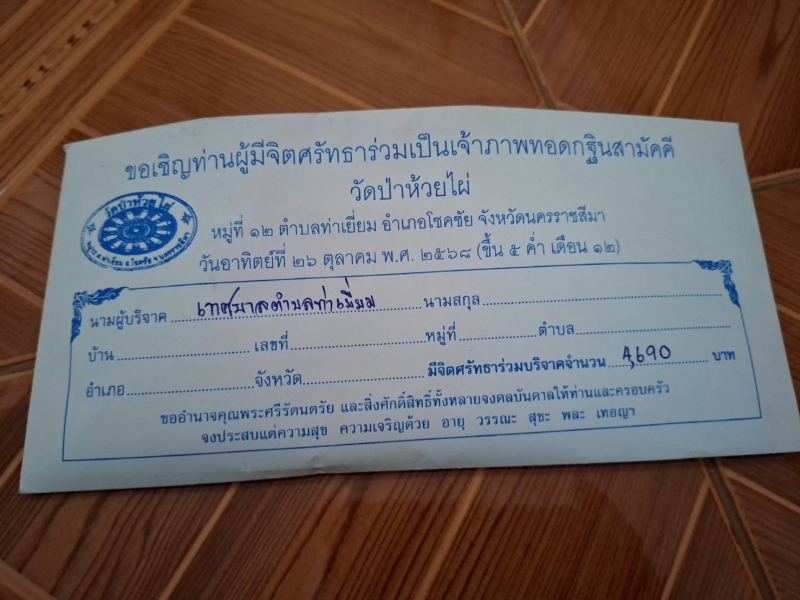 ขอเชิญท่านผู้มีจิตศรัทธาร่วมเป็นเจ้าภาพทอดกฐินสามัคคี
วัดป่าห้วยไผ่
วัดป่าห้วยไผ่
หมู่ที่ ๑๒ ตำบลท่าเยี่ยม อำเภอโชคชัย จังหวัดนครราชสีมา
วันอาทิตย์ที่ ๒๖ ตุลาคม พ.ศ. ๒๕๖๘ (ขึ้น ๕ ค่ำ เดือน ๑๒)
นามผู้บริจาค เทศบาลตำบลท่าเยี่ยม นามสกุล
บ้าน เลขที่ หมู่ที่ ตำบล
อำเภอ จังหวัด มีจิตศรัทธาร่วมบริจาคจำนวน 4,690 บาท
ขออำนาจคุณพระศรีรัตนตรัย และสิ่งศักดิ์สิทธิ์ทั้งหลายจงดลบันดาลให้ท่านและครอบครัว
จงประสบแต่ความสุข ความเจริญด้วย อายุ วรรณะ สุขะ พละ เทอญฯ